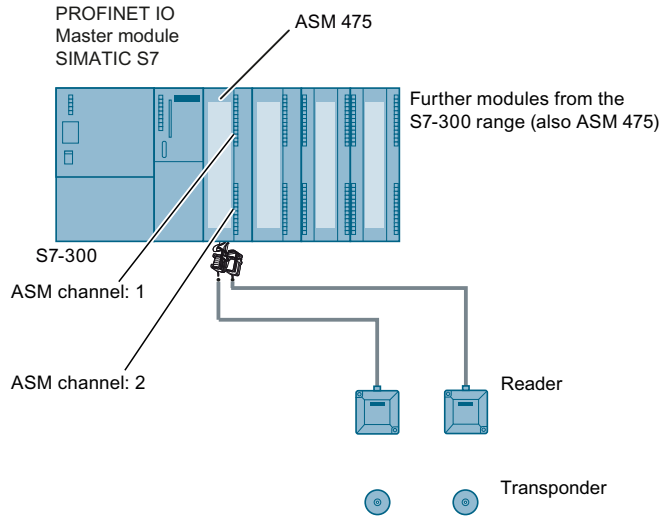 PROFINET IO
Master module
SIMATIC S7
ASM 475
Further modules from the
S7-300 range (also ASM 475)
S7-300
ASM channel: 1
ASM channel: 2
Reader
Transponder